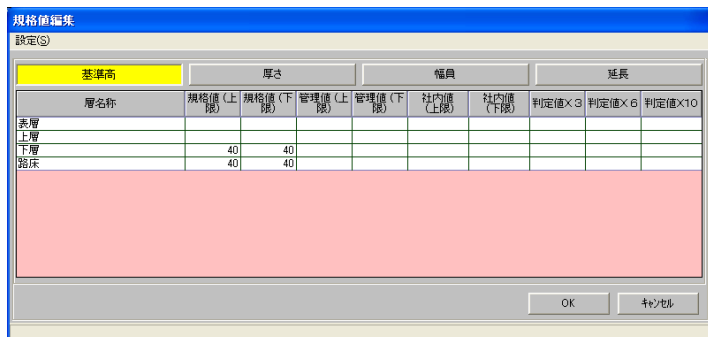 規格値編集
設定(S)
基準高 厚さ 幅員 延長
層名称 規格値(上限) 規格値(下限) 管理値(上限) 管理値(下限) 社内値(上限) 社内値(下限) 判定値×3 判定値×6 判定値×10
表層
上層
下層 40 40
路床 40 40
OK キャンセル